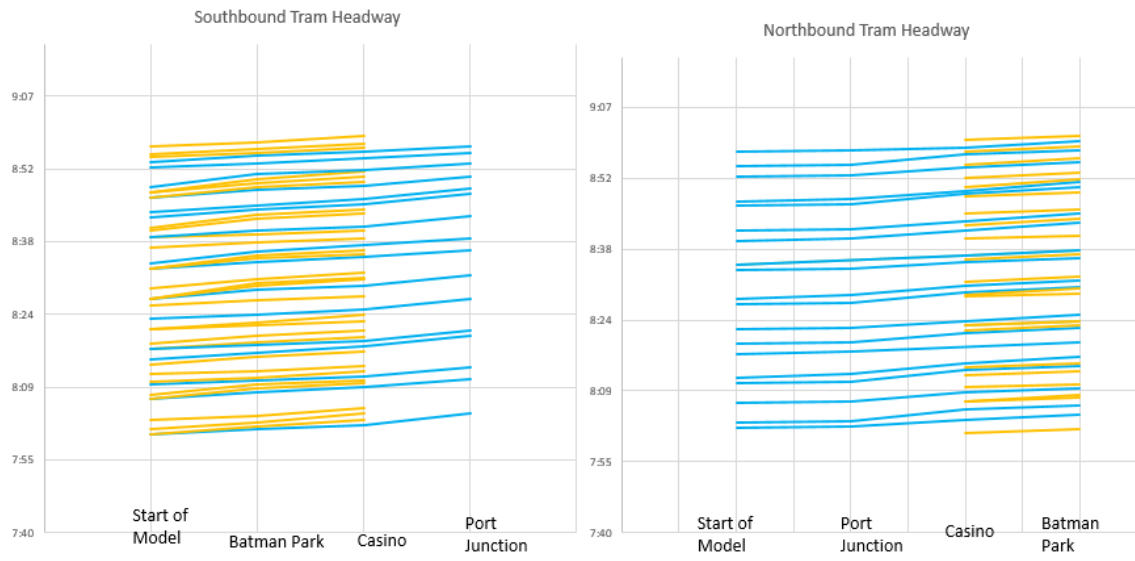 Southbound Tram Headway
9:07
8:52
8:38
8:24
8:09
7:55
7:40
Start of
Model
Batman Park
Casino
Port
Junction
Northbound Tram Headway
9:07
8:52
8:38
8:24
8:09
7:55
7:40
Start of
Model
Port
Junction
Casino
Batman
Park